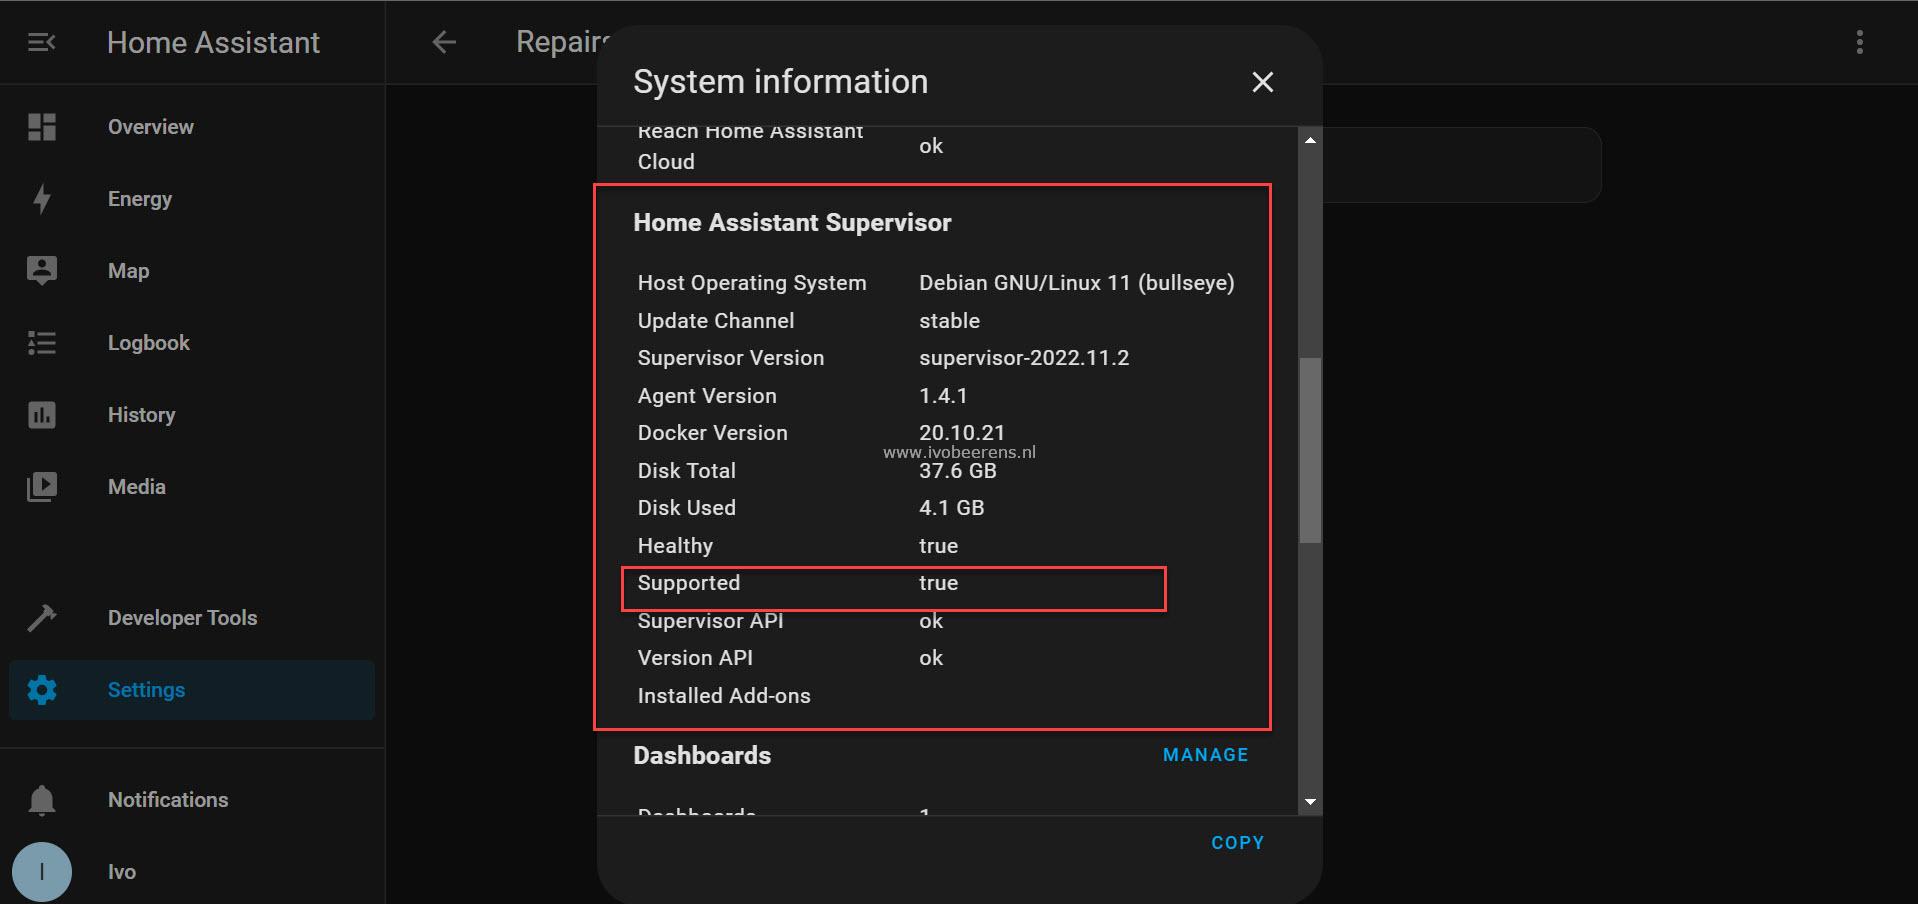 Home Assistant
Repairs
Overview
Energy
Map
Logbook
History
Media
Developer Tools
Settings
Notifications
I
Ivo
System information
Reach Home Assistant Cloud
ok
Home Assistant Supervisor
Host Operating System Debian GNU/Linux 11 (bullseye)
Update Channel stable
Supervisor Version supervisor-2022.11.2
Agent Version 1.4.1
Docker Version 20.10.21
www.ivobeerens.nl
Disk Total 37.6 GB
Disk Used 4.1 GB
Healthy true
Supported true
Supervisor API ok
Version API ok
Installed Add-ons
Dashboards MANAGE
Dashboards 1
COPY